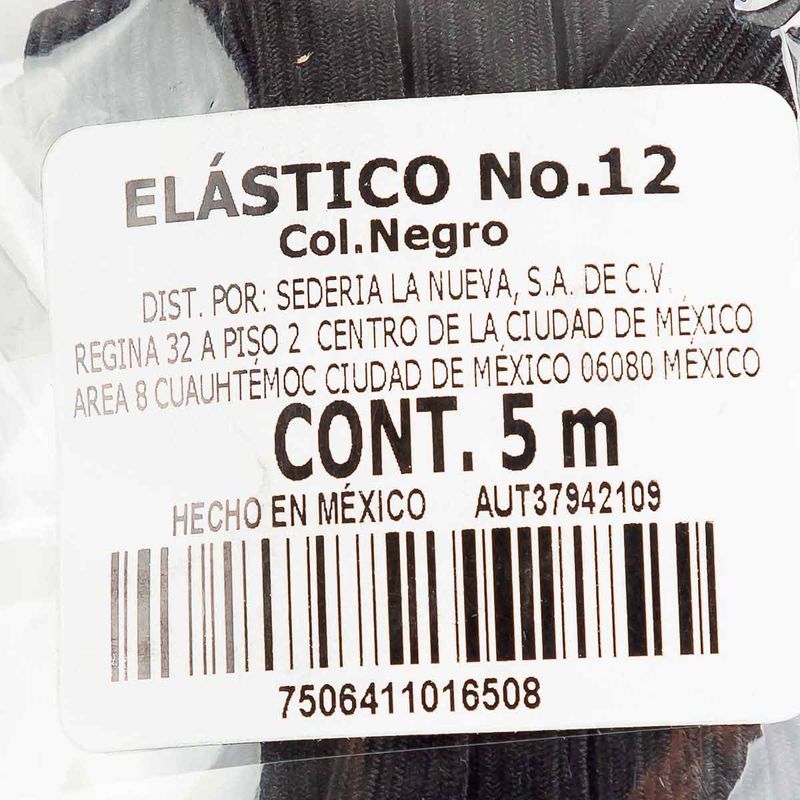 ELÁSTICO No.12
Col.Negro
DIST. POR: SEDERIA LA NUEVA, S.A. DE C.V.
REGINA 32 A PISO 2 CENTRO DE LA CIUDAD DE MÉXICO
AREA 8 CUAUHTÉMOC CIUDAD DE MÉXICO 06080 MÉXICO
CONT. 5 m
HECHO EN MÉXICO AUT37942109
7506411016508